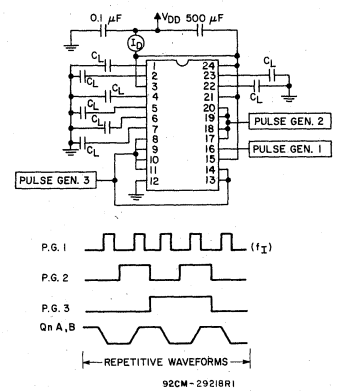 0.1 µF
VDD
500 µF
ID
CL
CL
CL
CL
CL
CL
CL
CL
1
2
3
4
5
6
7
8
9
10
11
12
24
23
22
21
20
19
18
17
16
15
14
13
PULSE GEN. 2
PULSE GEN. 1
PULSE GEN. 3
P.G. 1
(fI)
P.G. 2
P.G. 3
Qn A, B
REPETITIVE WAVEFORMS
92CM-29218R1